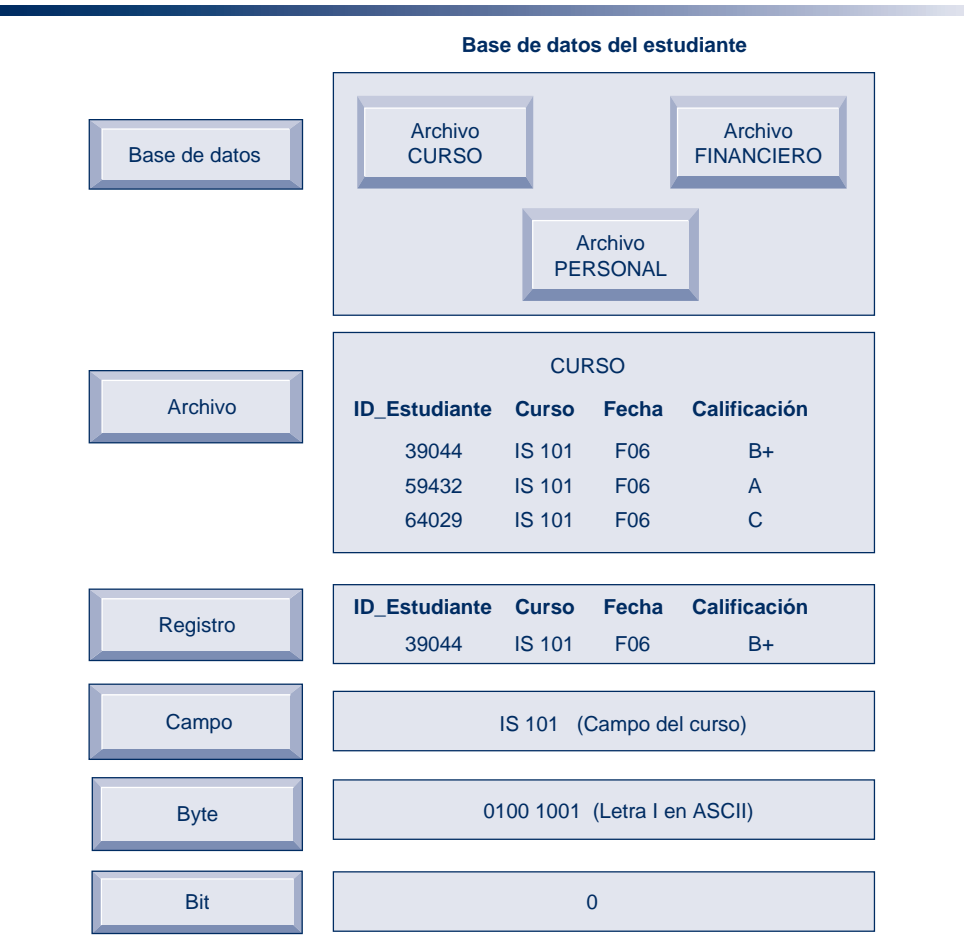 Base de datos del estudiante
Base de datos
Archivo
CURSO
Archivo
FINANCIERO
Archivo
PERSONAL
Archivo
CURSO
ID_Estudiante Curso Fecha Calificación
39044 IS 101 F06 B+
59432 IS 101 F06 A
64029 IS 101 F06 C
Registro
ID_Estudiante Curso Fecha Calificación
39044 IS 101 F06 B+
Campo
IS 101 (Campo del curso)
Byte
0100 1001 (Letra I en ASCII)
Bit
0